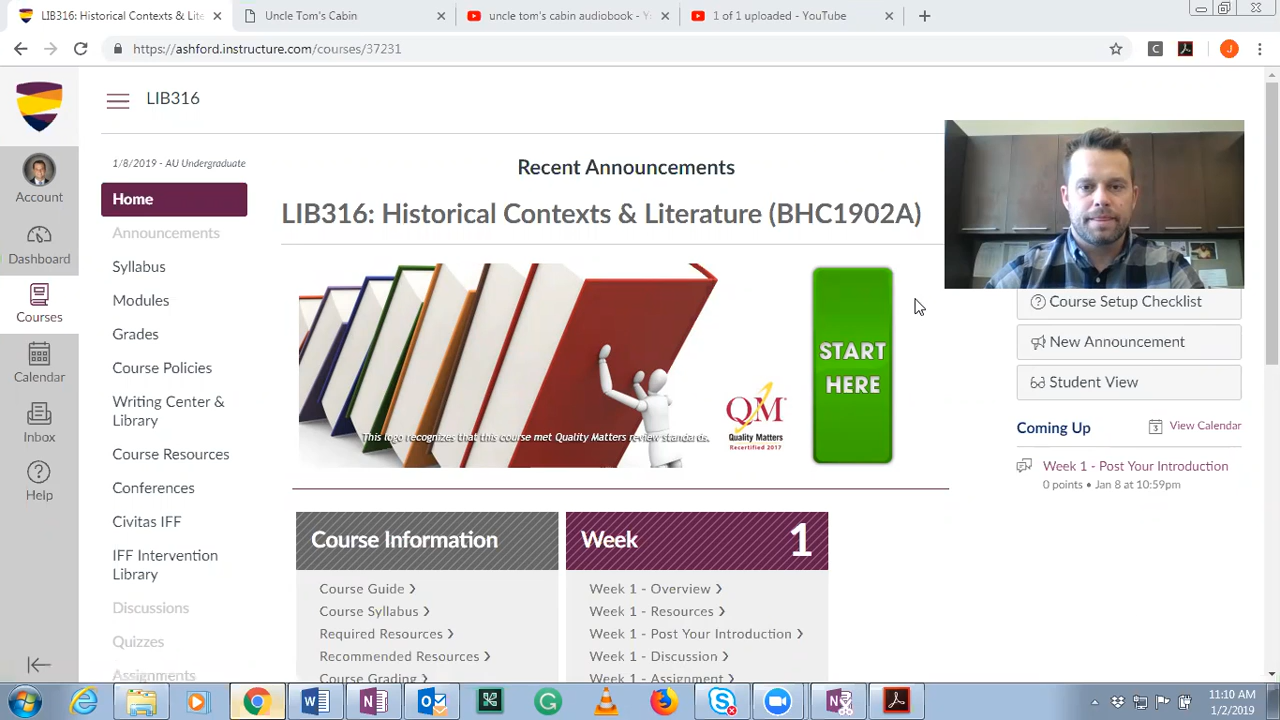 LIB316: Historical Contexts & Lite
Uncle Tom's Cabin
uncle tom's cabin audiobook -
1 of 1 uploaded - YouTube
https://ashford.instructure.com/courses/37231
C
J
LIB316
1/8/2019 - AU Undergraduate
Account
Dashboard
Courses
Calendar
Inbox
Help
Home
Announcements
Syllabus
Modules
Grades
Course Policies
Writing Center &
Library
Course Resources
Conferences
Civitas IFF
IFF Intervention
Library
Discussions
Quizzes
Assignments
Recent Announcements
LIB316: Historical Contexts & Literature (BHC1902A)
This logo recognizes that this course met Quality Matters review standards.
QM
Quality Matters
Recertified 2017
START
HERE
Course Information
Course Guide
Course Syllabus
Required Resources
Recommended Resources
Course Grading
Week 1
Week 1 - Overview
Week 1 - Resources
Week 1 - Post Your Introduction
Week 1 - Discussion
Week 1 - Assignment
Course Setup Checklist
New Announcement
Student View
Coming Up
View Calendar
Week 1 - Post Your Introduction
0 points • Jan 8 at 10:59pm
11:10 AM
1/2/2019